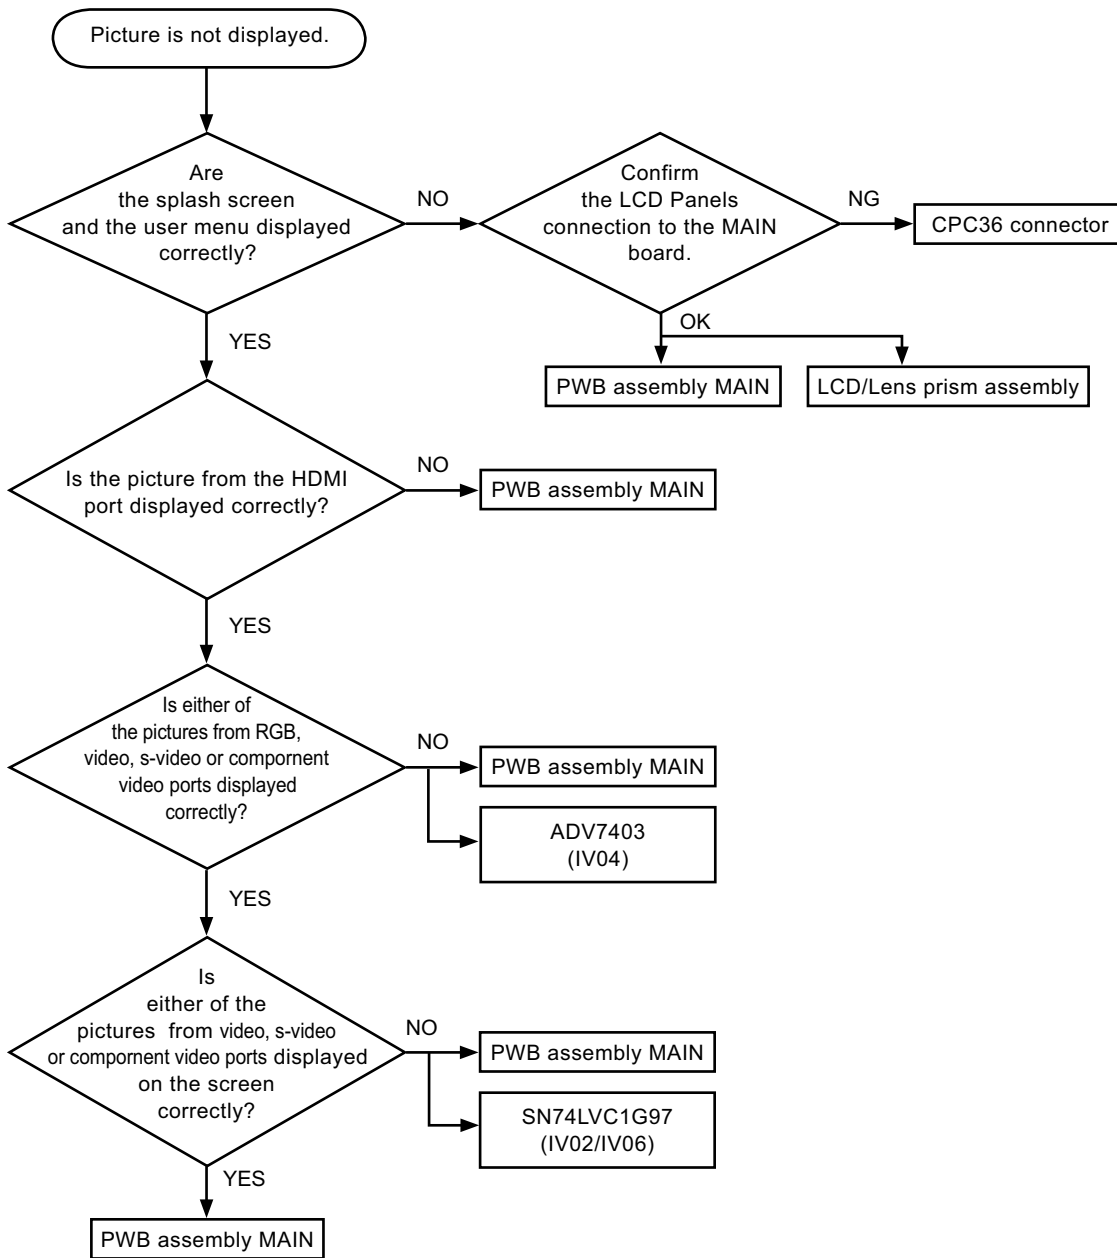 Picture is not displayed.
Are
the splash screen
and the user menu displayed
correctly?
NO
Confirm
the LCD Panels
connection to the MAIN
board.
NG
CPC36 connector
OK
PWB assembly MAIN
LCD/Lens prism assembly
YES
Is the picture from the HDMI
port displayed correctly?
NO
PWB assembly MAIN
YES
Is either of
the pictures from RGB,
video, s-video or compornent
video ports displayed
correctly?
NO
PWB assembly MAIN
ADV7403
(IV04)
YES
Is
either of the
pictures from video, s-video
or compornent video ports displayed
on the screen
correctly?
NO
PWB assembly MAIN
SN74LVC1G97
(IV02/IV06)
YES
PWB assembly MAIN